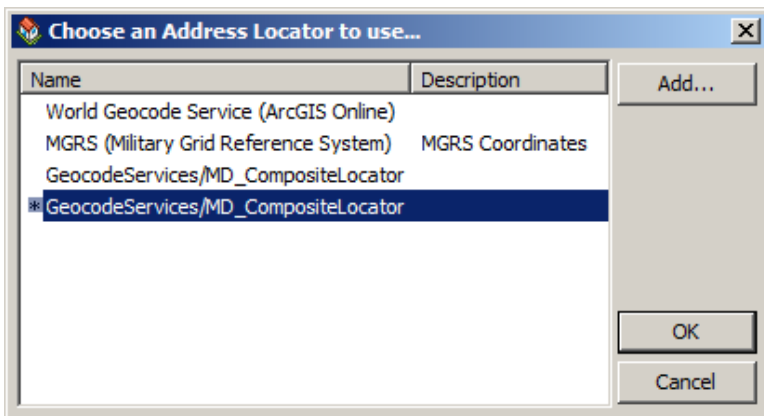 Choose an Address Locator to use...
Name Description Add...
World Geocode Service (ArcGIS Online)
MGRS (Military Grid Reference System) MGRS Coordinates
GeocodeServices/MD_CompositeLocator
* GeocodeServices/MD_CompositeLocator
OK
Cancel